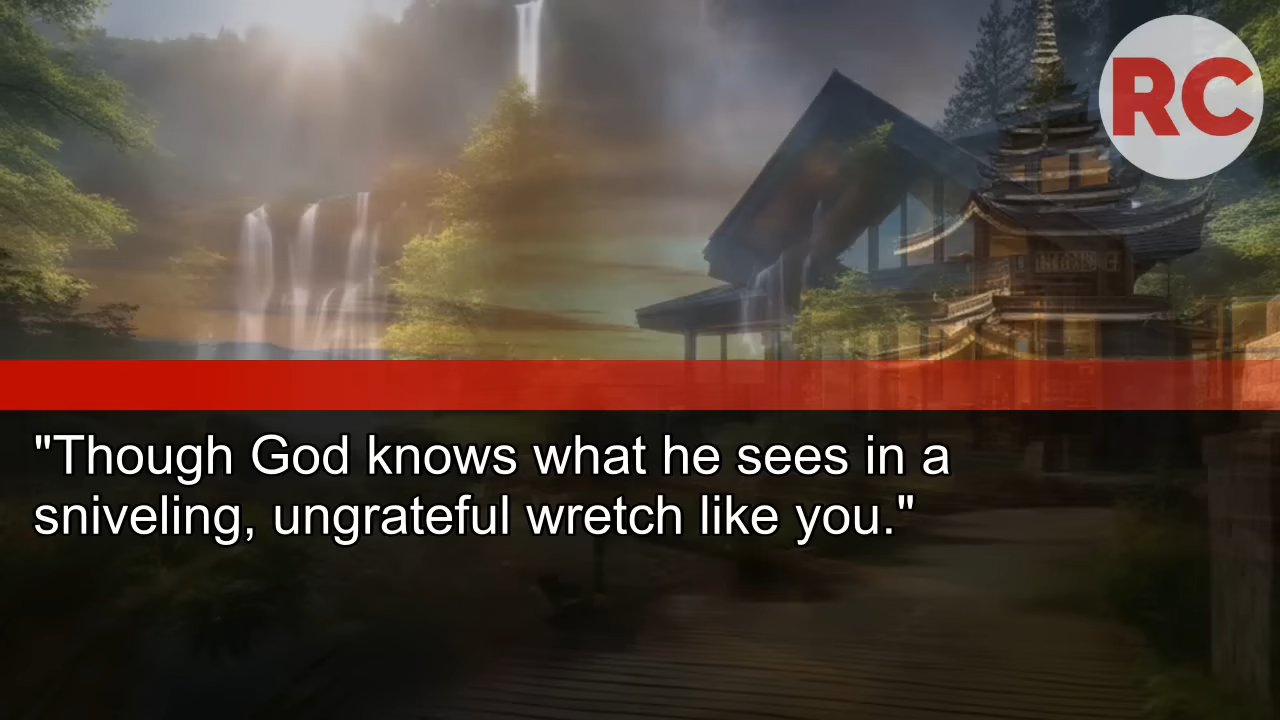 RC
"Though God knows what he sees in a
sniveling, ungrateful wretch like you."